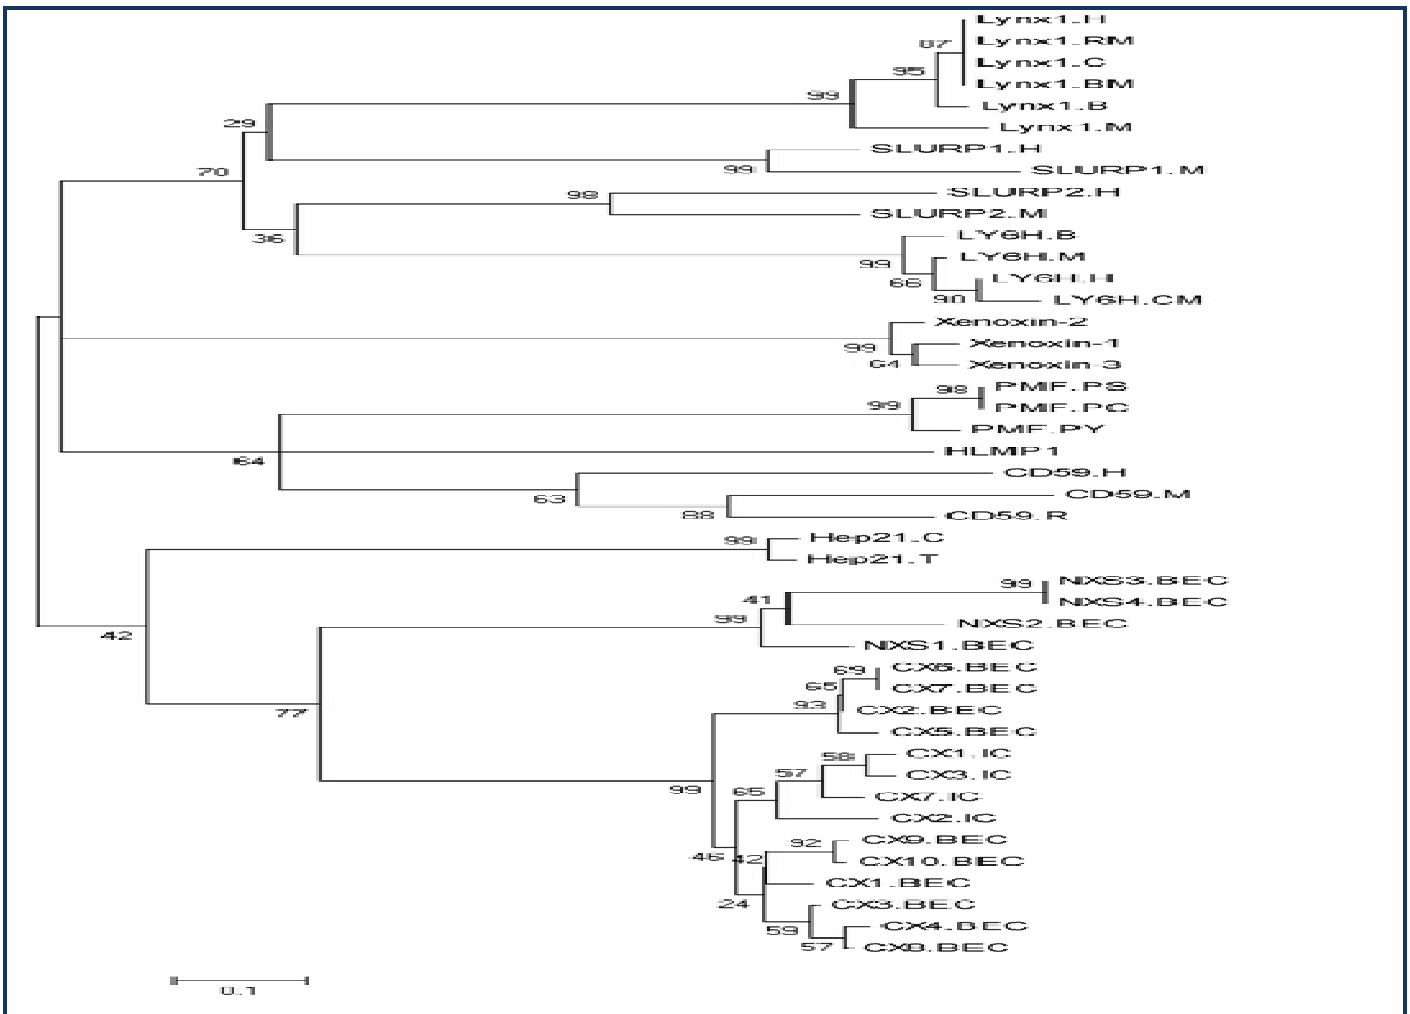 Lynx1.H
87
Lynx1.RM
Lynx1.C
95
Lynx1.BM
99
Lynx1.B
29
Lynx1.M
SLURP1.H
70
99
SLURP1.M
98
SLURP2.H
SLURP2.M
36
LY6H.B
99
LY6H.M
66
LY6H.H
90
LY6H.CM
Xenoxin-2
99
Xenoxin-1
64
Xenoxin-3
98
PMF.PS
99
PMF.PC
PMF.PY
HLMP1
64
CD59.H
63
CD59.M
88
CD59.R
99
Hep21.C
Hep21.T
99
NXS3.BEC
41
NXS4.BEC
99
NXS2.BEC
42
NXS1.BEC
69
CX6.BEC
65
CX7.BEC
93
CX2.BEC
77
CX5.BEC
58
CX1.IC
57
CX3.IC
99
65
CX7.IC
CX2.IC
92
CX9.BEC
42
CX10.BEC
CX1.BEC
24
CX3.BEC
59
CX4.BEC
57
CX8.BEC
0.1